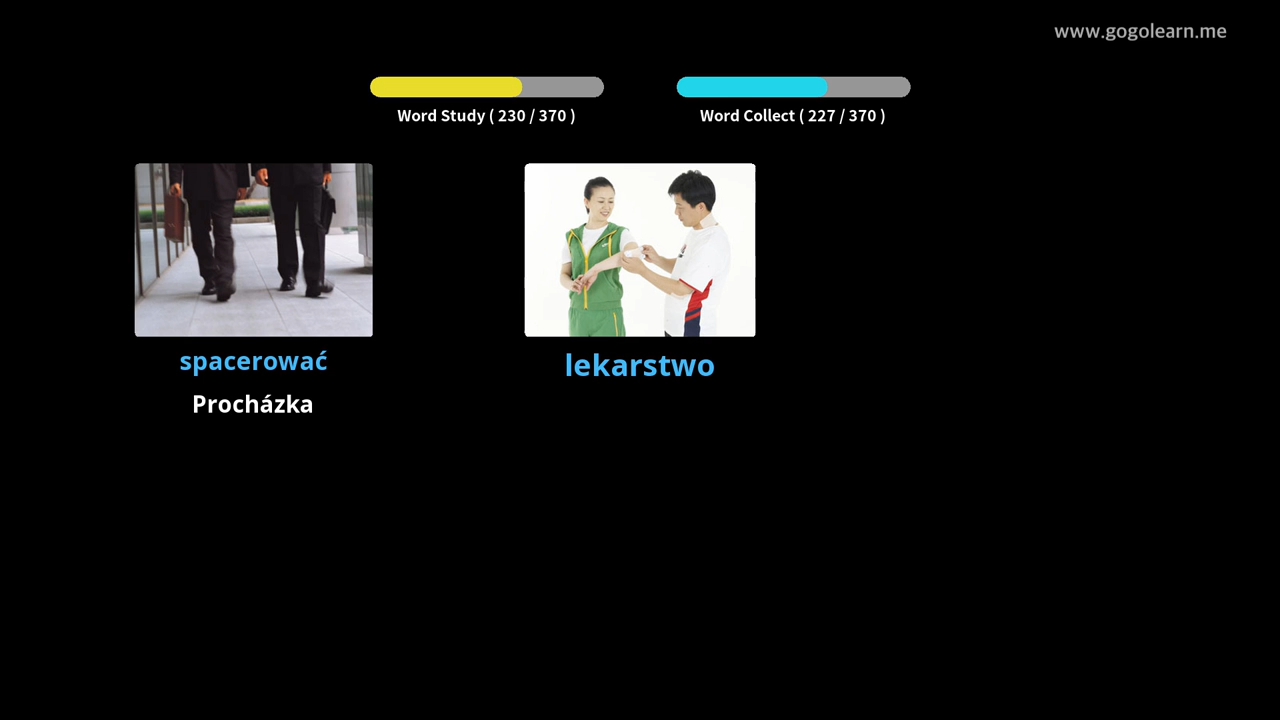 www.gogolearn.me
Word Study ( 230 / 370 )
Word Collect ( 227 / 370 )
spacerować
Procházka
lekarstwo